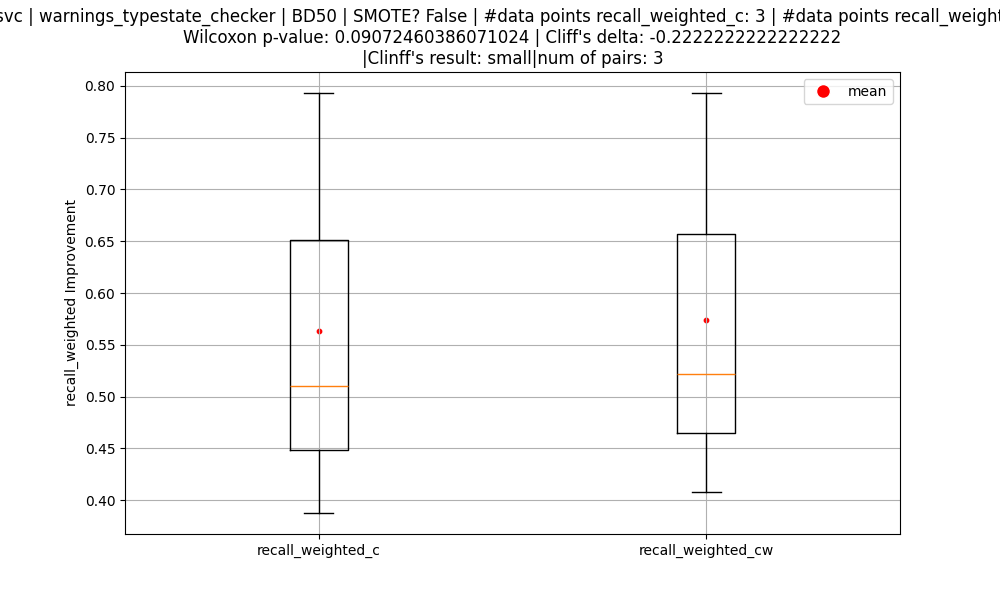 svc | warnings_typestate_checker | BD50 | SMOTE? False | #data points recall_weighted_c: 3 | #data points
Wilcoxon p-value: 0.09072460386071024 | Cliff's delta: -0.2222222222222222
|Clinff's result: small|num of pairs: 3
mean
recall_weighted Improvement
0.80
0.75
0.70
0.65
0.60
0.55
0.50
0.45
0.40
recall_weighted_c
recall_weighted_cw